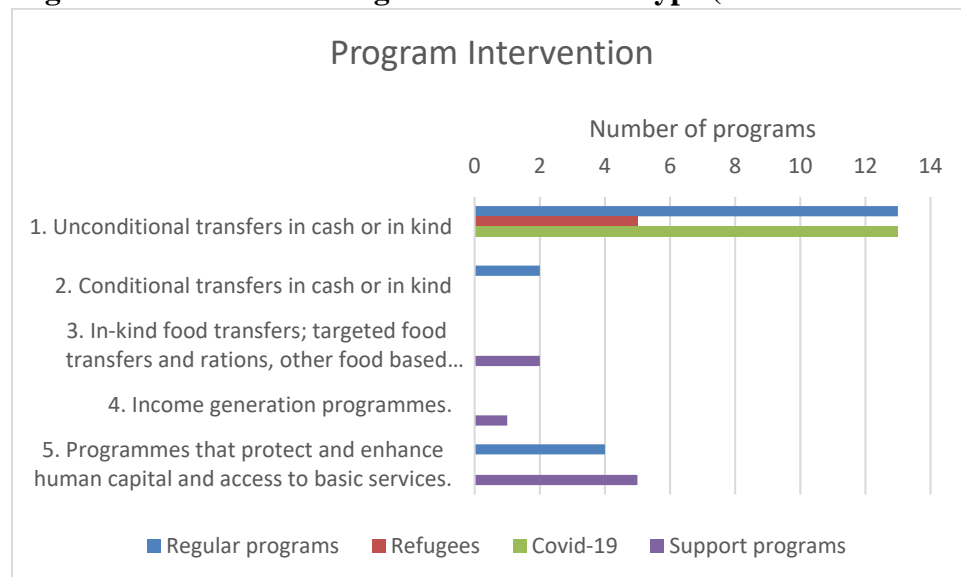 Program Intervention
Number of programs
0 2 4 6 8 10 12 14
1. Unconditional transfers in cash or in kind
2. Conditional transfers in cash or in kind
3. In-kind food transfers; targeted food
transfers and rations, other food based…
4. Income generation programmes.
5. Programmes that protect and enhance
human capital and access to basic services.
Regular programs Refugees Covid-19 Support programs